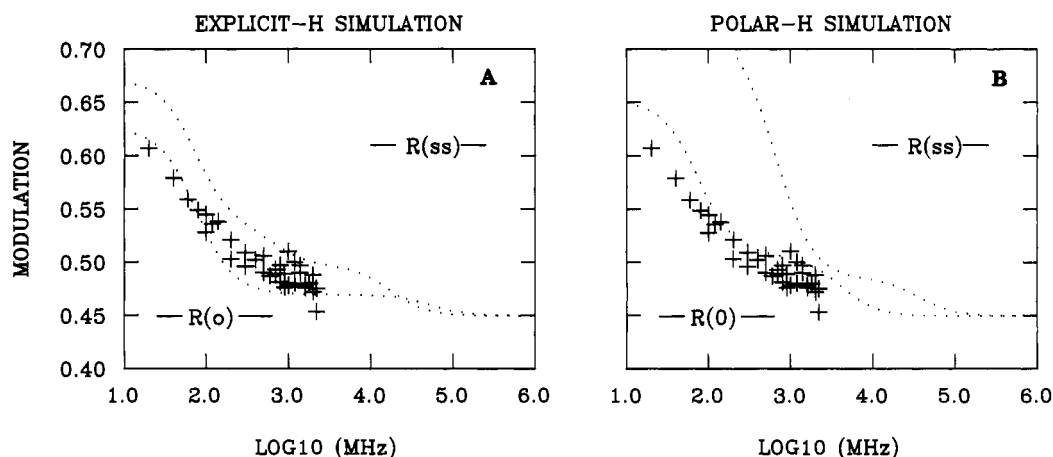 EXPLICIT-H SIMULATION
POLAR-H SIMULATION
MODULATION
0.70
0.65
0.60
0.55
0.50
0.45
0.40
A
R(ss)
R(o)
1.0 2.0 3.0 4.0 5.0 6.0
LOG10 (MHz)
B
R(ss)
R(0)
1.0 2.0 3.0 4.0 5.0 6.0
LOG10 (MHz)